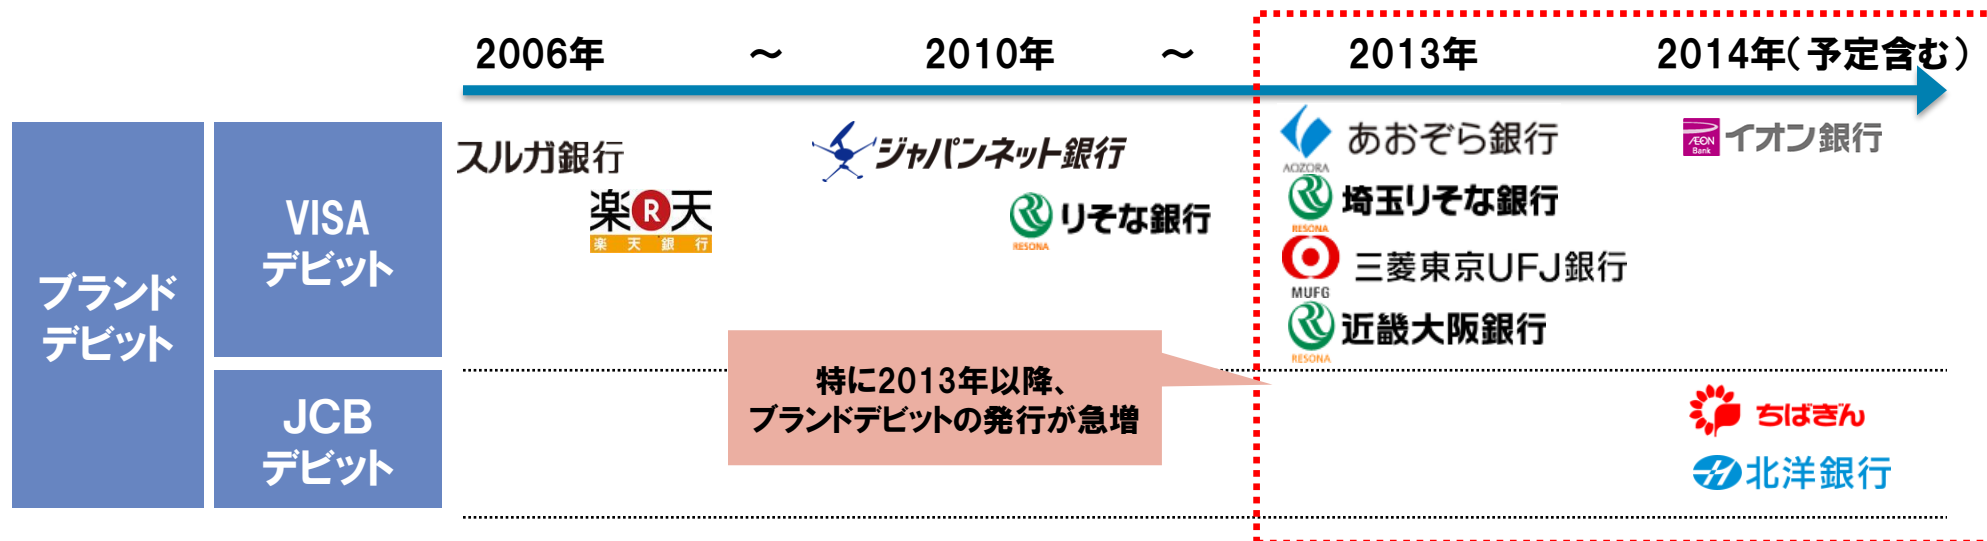 2006年 ～ 2010年 ～ 2013年 2014年（予定含む）
ブランド
デビット
VISA
デビット
スルガ銀行
楽R天
楽天銀行
ジャパンネット銀行
りそな銀行
RESONA
あおぞら銀行
AOZORA
埼玉りそな銀行
RESONA
三菱東京UFJ銀行
MUFG
近畿大阪銀行
RESONA
AEON
Bank
イオン銀行
特に2013年以降、
ブランドデビットの発行が急増
JCB
デビット
ちばぎん
北洋銀行